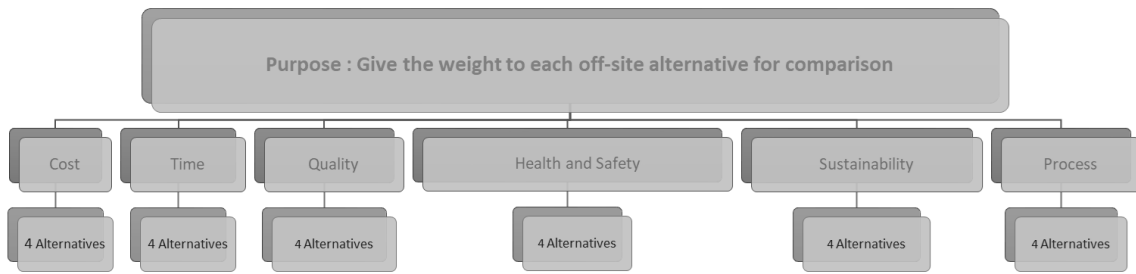 Purpose : Give the weight to each off-site alternative for comparison
Cost
Time
Quality
Health and Safety
Sustainability
Process
4 Alternatives
4 Alternatives
4 Alternatives
4 Alternatives
4 Alternatives
4 Alternatives